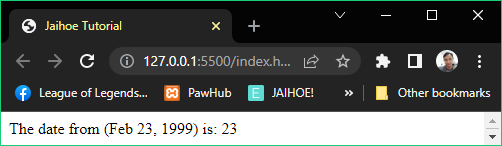 Jaihoe Tutorial
127.0.0.1:5500/index.h...
League of Legends... PawHub JAIHOE! Other bookmarks
The date from (Feb 23, 1999) is: 23